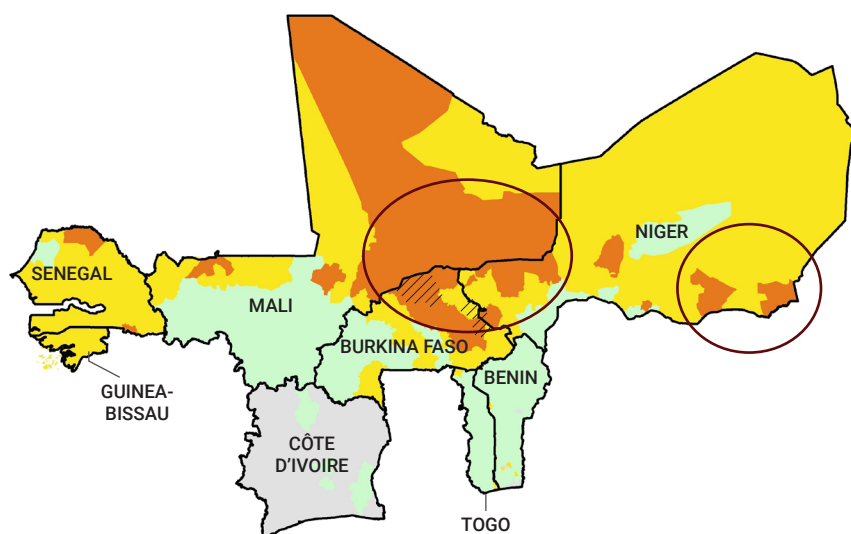 NIGER
SENEGAL
MALI
BURKINA FASO
BENIN
GUINEA-
BISSAU
CÔTE
D'IVOIRE
TOGO